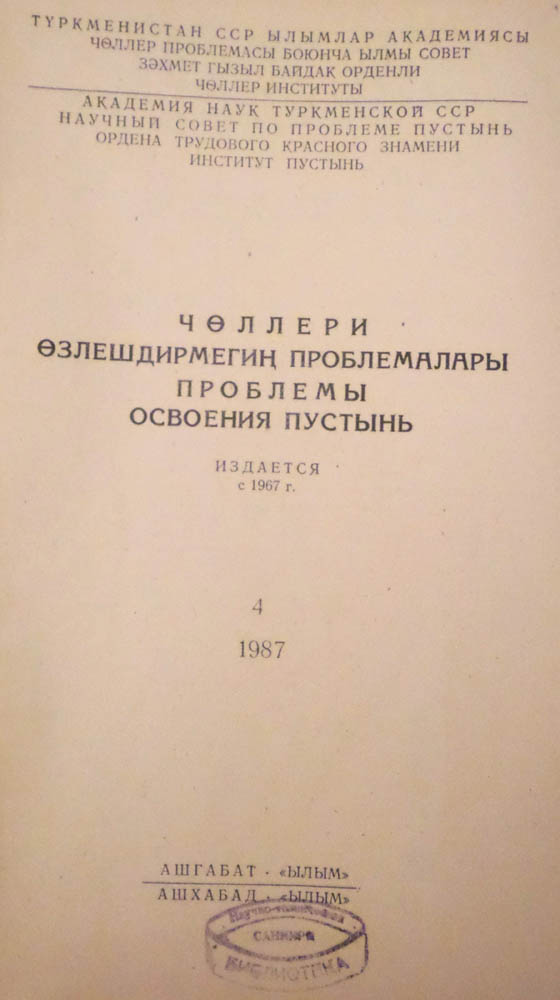 ТҮРКМЕНИСТАН ССР ЫЛЫМЛАР АКАДЕМИЯСЫ
ЧӨЛЛЕР ПРОБЛЕМАСЫ БОЮНЧА ЫЛМЫ СОВЕТ
ЗӘХМЕТ ГЫЗЫЛ БАЙДАК ОРДЕНЛИ
ЧӨЛЛЕР ИНСТИТУТЫ
АКАДЕМИЯ НАУК ТУРКМЕНСКОЙ ССР
НАУЧНЫЙ СОВЕТ ПО ПРОБЛЕМЕ ПУСТЫНЬ
ОРДЕНА ТРУДОВОГО КРАСНОГО ЗНАМЕНИ
ИНСТИТУТ ПУСТЫНЬ
ЧӨЛЛЕРИ
ӨЗЛЕШДИРМЕГИҢ ПРОБЛЕМАЛАРЫ
ПРОБЛЕМЫ
ОСВОЕНИЯ ПУСТЫНЬ
ИЗДАЕТСЯ
с 1967 г.
4
1987
АШГАБАТ · «ЫЛЫМ»
АШХАБАД · «ЫЛЫМ»
БИБЛИОТЕКА